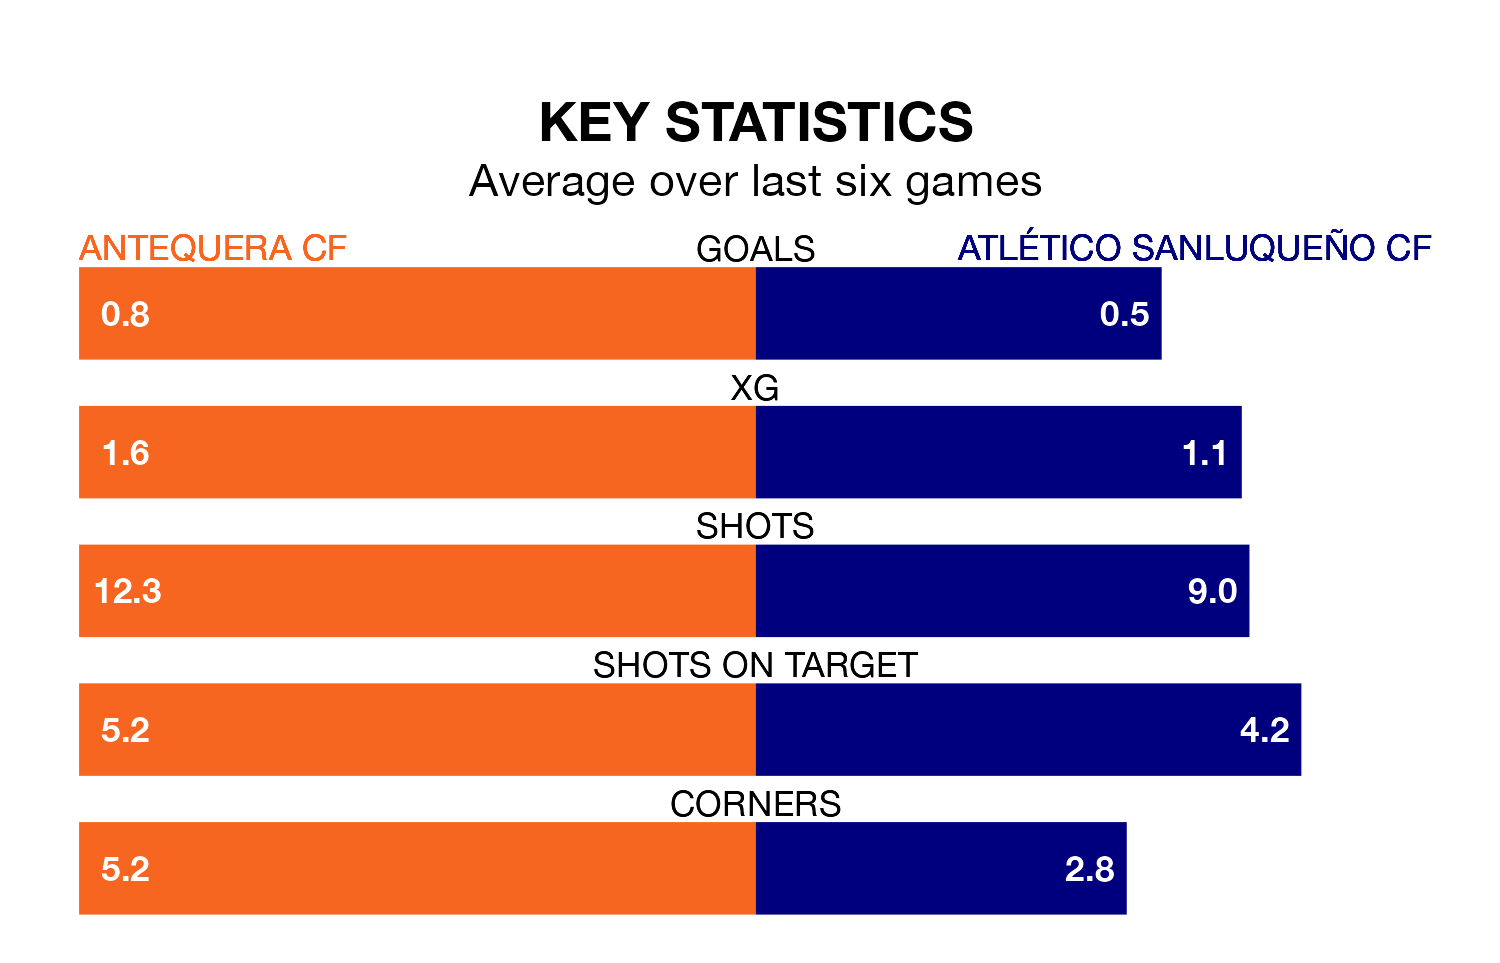 KEY STATISTICS
Average over last six games
ANTEQUERA CF GOALS ATLÉTICO SANLUQUEÑO CF
0.8 0.5
XG
1.6 1.1
SHOTS
12.3 9.0
SHOTS ON TARGET
5.2 4.2
CORNERS
5.2 2.8